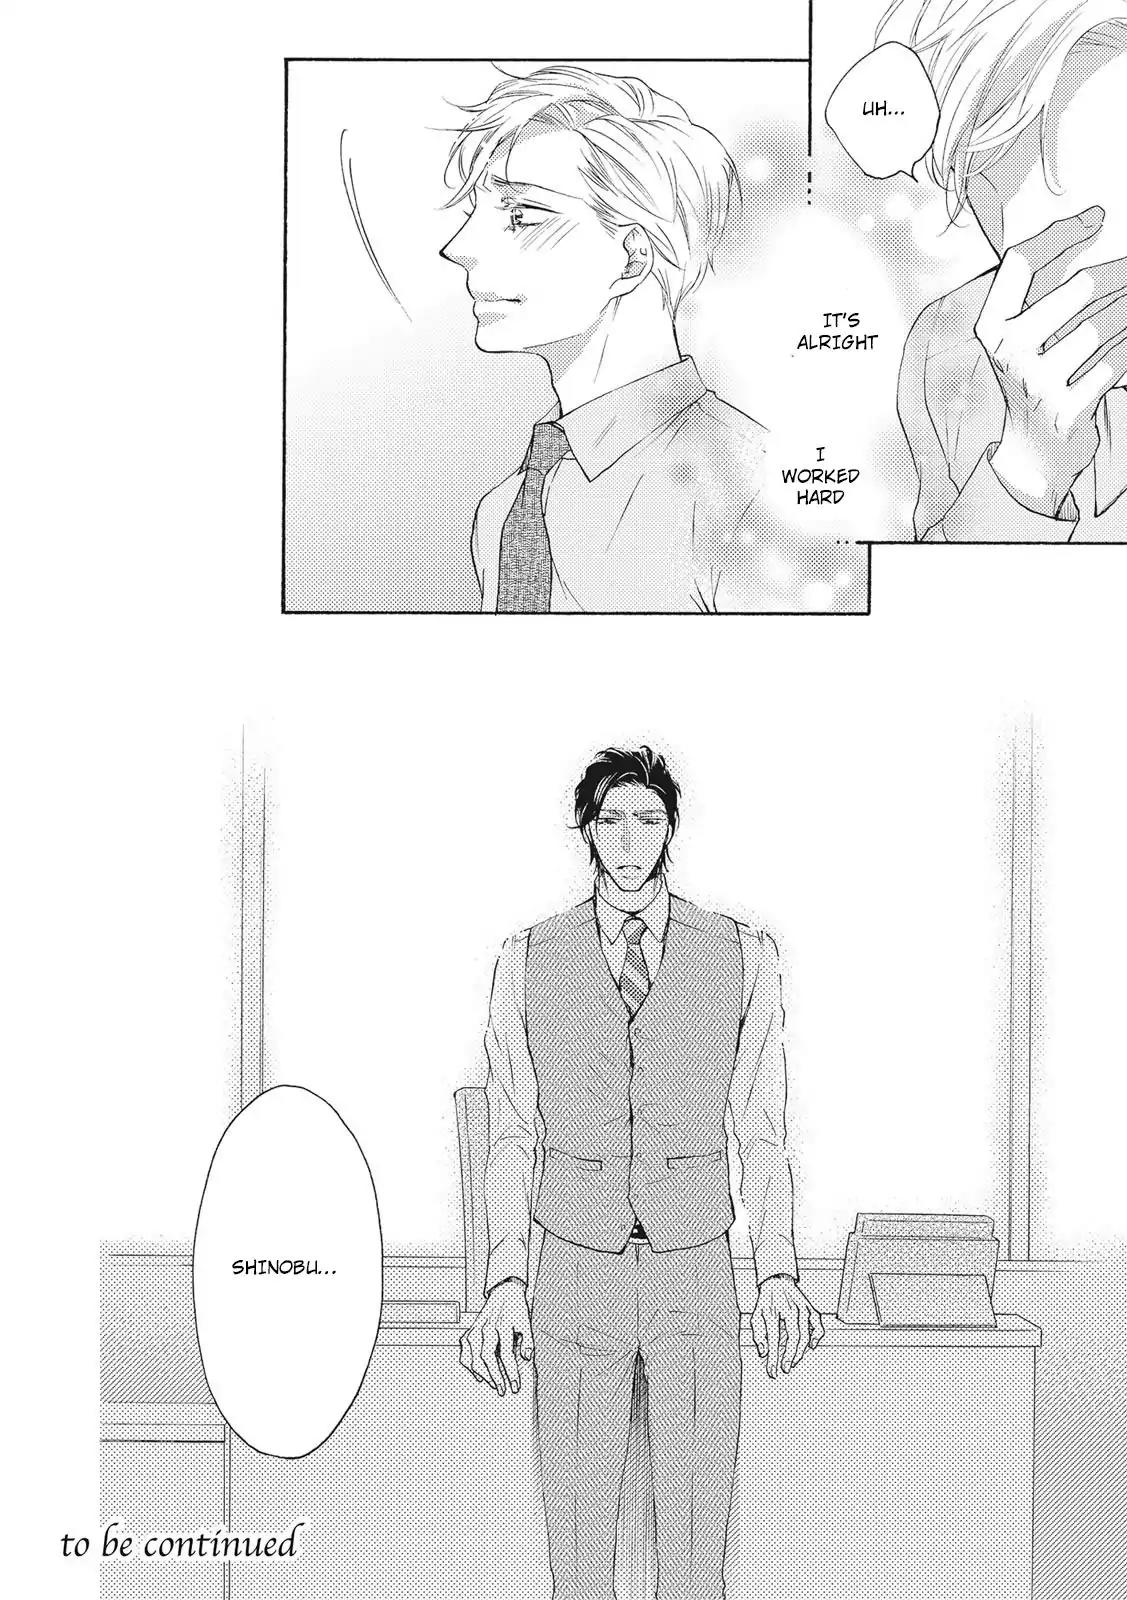 UH...
IT'S
ALRIGHT
I
WORKED
HARD
SHINOBU...
to be continued